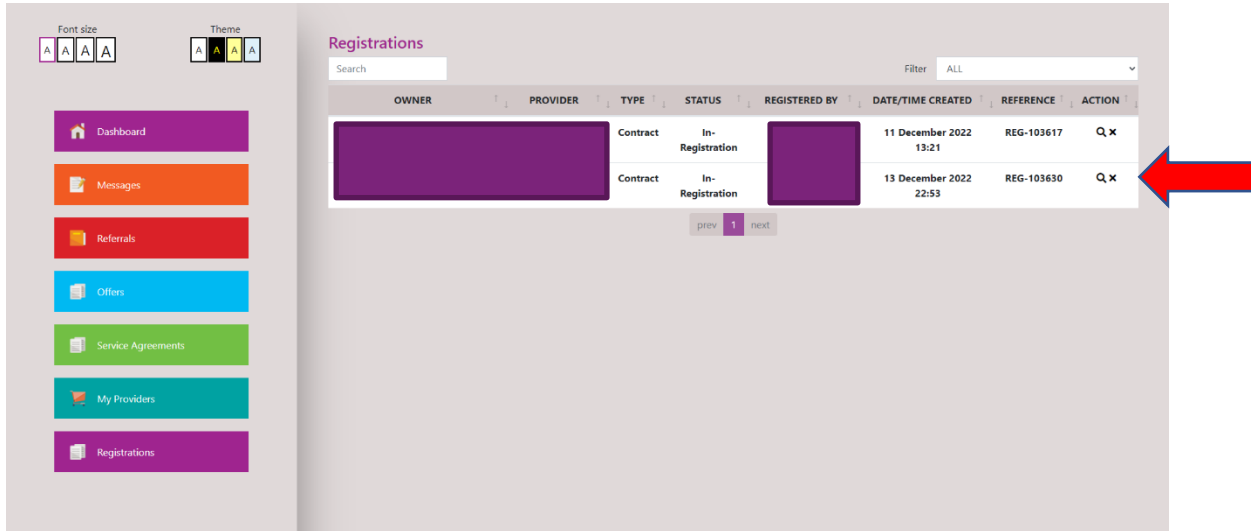 Font size Theme
A A A A A A A A
Registrations
Search Filter ALL
OWNER PROVIDER TYPE STATUS REGISTERED BY DATE/TIME CREATED REFERENCE ACTION
Contract In-Registration 11 December 2022 13:21 REG-103617
Contract In-Registration 13 December 2022 22:53 REG-103630
prev 1 next
Dashboard
Messages
Referrals
Offers
Service Agreements
My Providers
Registrations